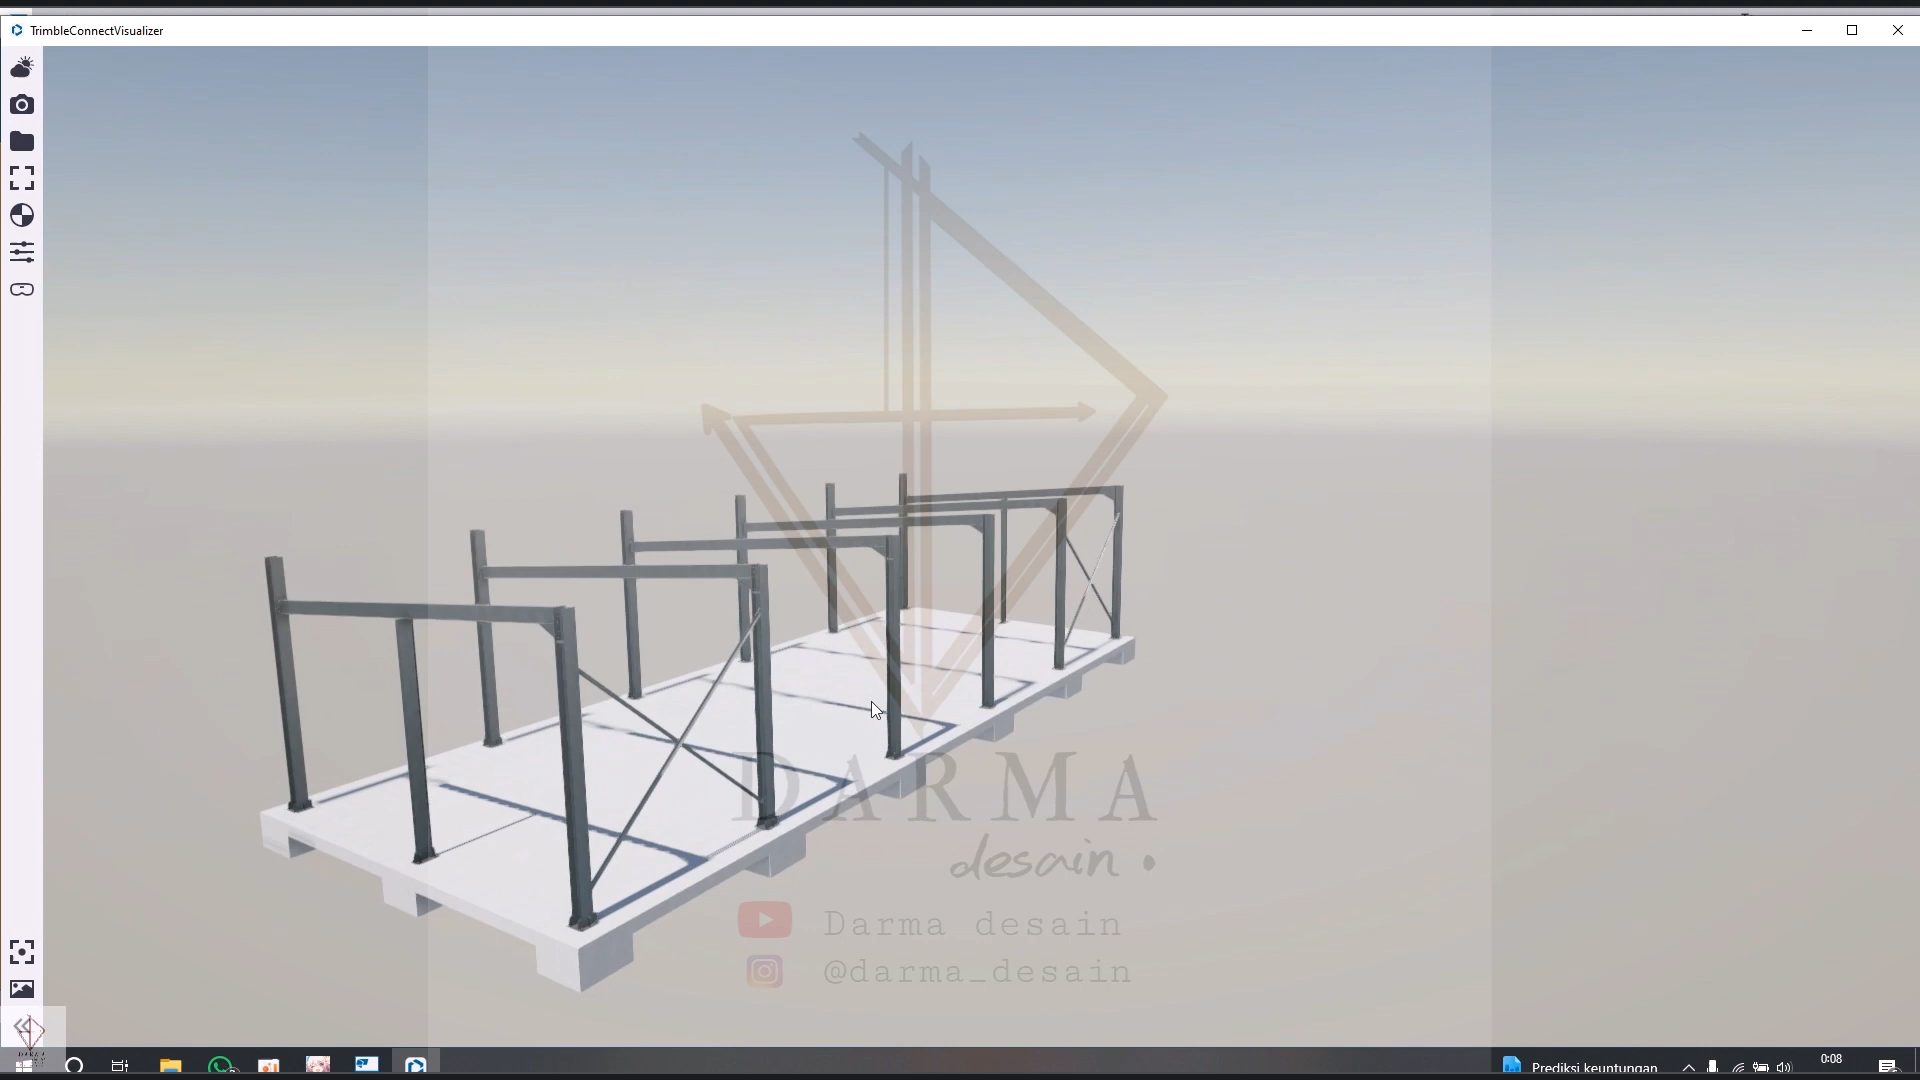 TrimbleConnectVisualizer
DARMA
desain
Darma desain
@darma_desain
Prediksi keuntungan
0:08